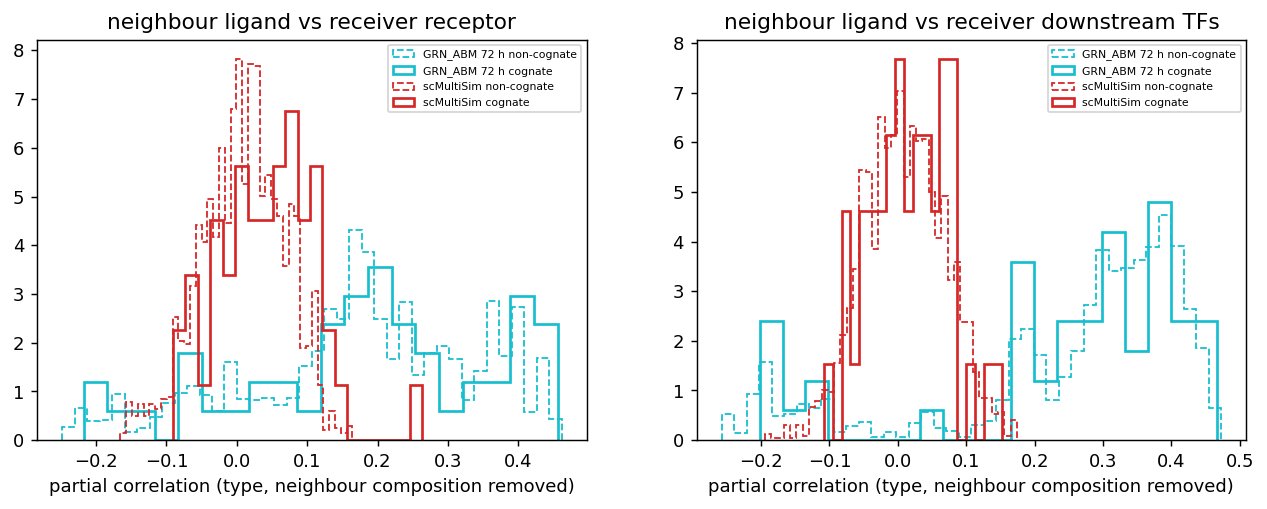 neighbour ligand vs receiver receptor
8
7
6
5
4
3
2
1
0
−0.2
−0.1
0.0
0.1
0.2
0.3
0.4
partial correlation (type, neighbour composition removed)
GRN_ABM 72 h non-cognate
GRN_ABM 72 h cognate
scMultiSim non-cognate
scMultiSim cognate
neighbour ligand vs receiver downstream TFs
8
7
6
5
4
3
2
1
0
−0.2
−0.1
0.0
0.1
0.2
0.3
0.4
0.5
partial correlation (type, neighbour composition removed)
GRN_ABM 72 h non-cognate
GRN_ABM 72 h cognate
scMultiSim non-cognate
scMultiSim cognate